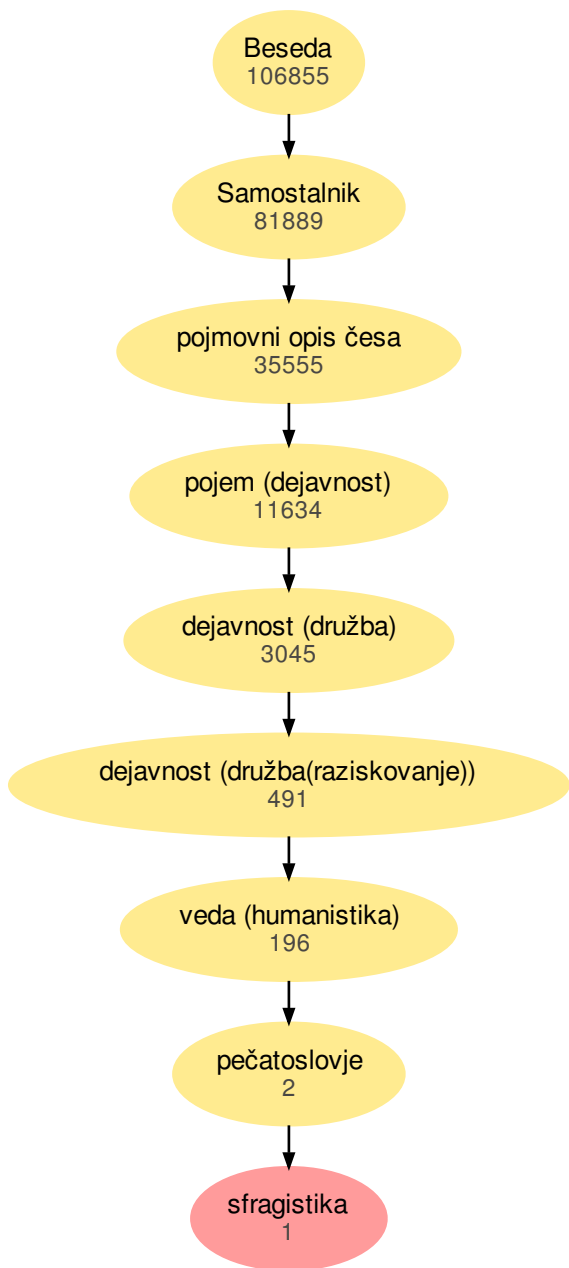 Beseda
106855
Samostalnik
81889
pojmovni opis česa
35555
pojem (dejavnost)
11634
dejavnost (družba)
3045
dejavnost (družba(raziskovanje))
491
veda (humanistika)
196
pečatoslovje
2
sfragistika
1